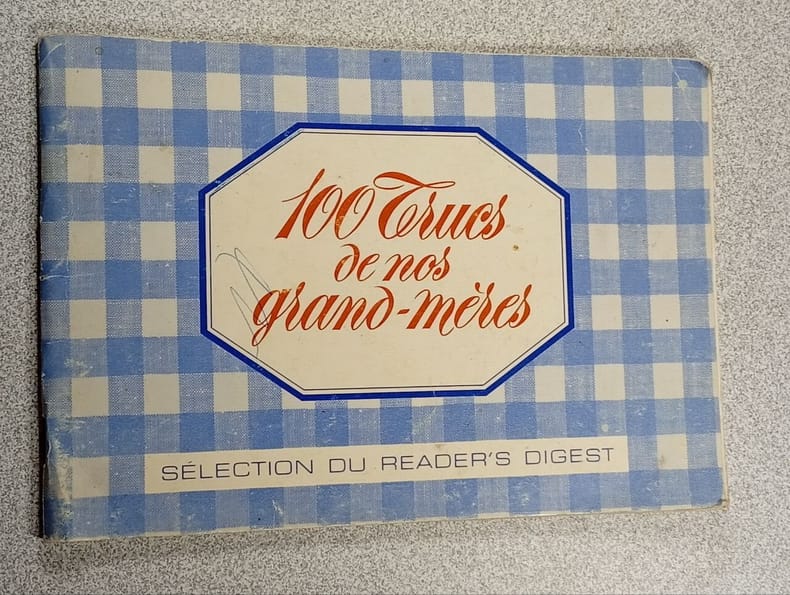 100 Trucs
de nos
grand-mères
SÉLECTION DU READER'S DIGEST